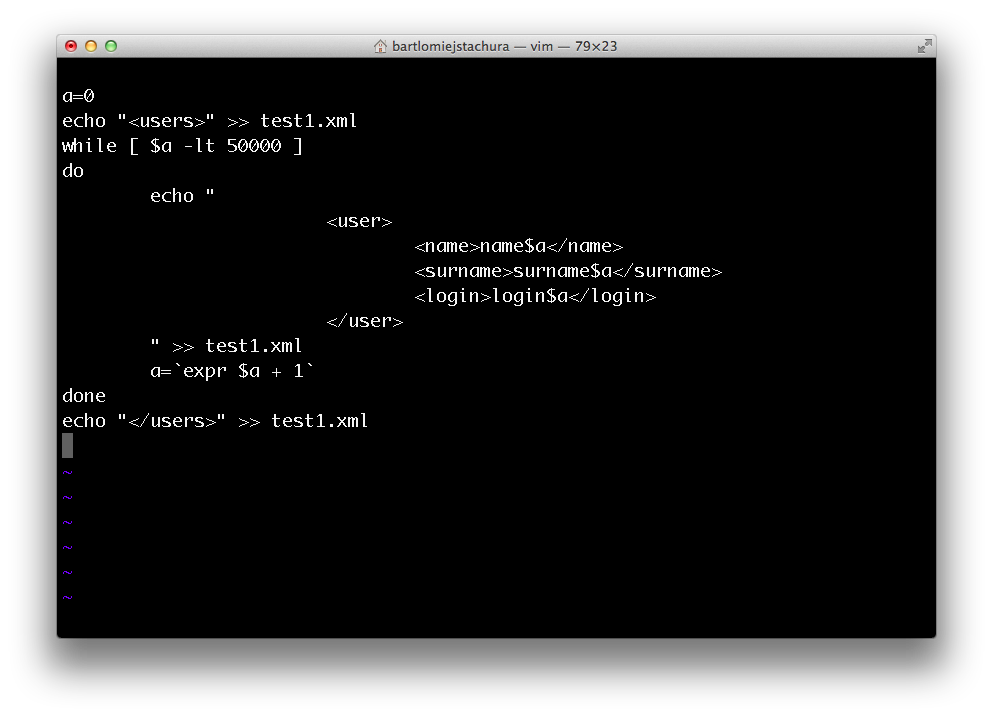 bartlomiejstachura — vim — 79×23
a=0
echo "<users>" >> test1.xml
while [ $a -lt 50000 ]
do
        echo "
                        <user>
                                <name>name$a</name>
                                <surname>surname$a</surname>
                                <login>login$a</login>
                        </user>
        " >> test1.xml
        a=`expr $a + 1`
done
echo "</users>" >> test1.xml
~
~
~
~
~
~